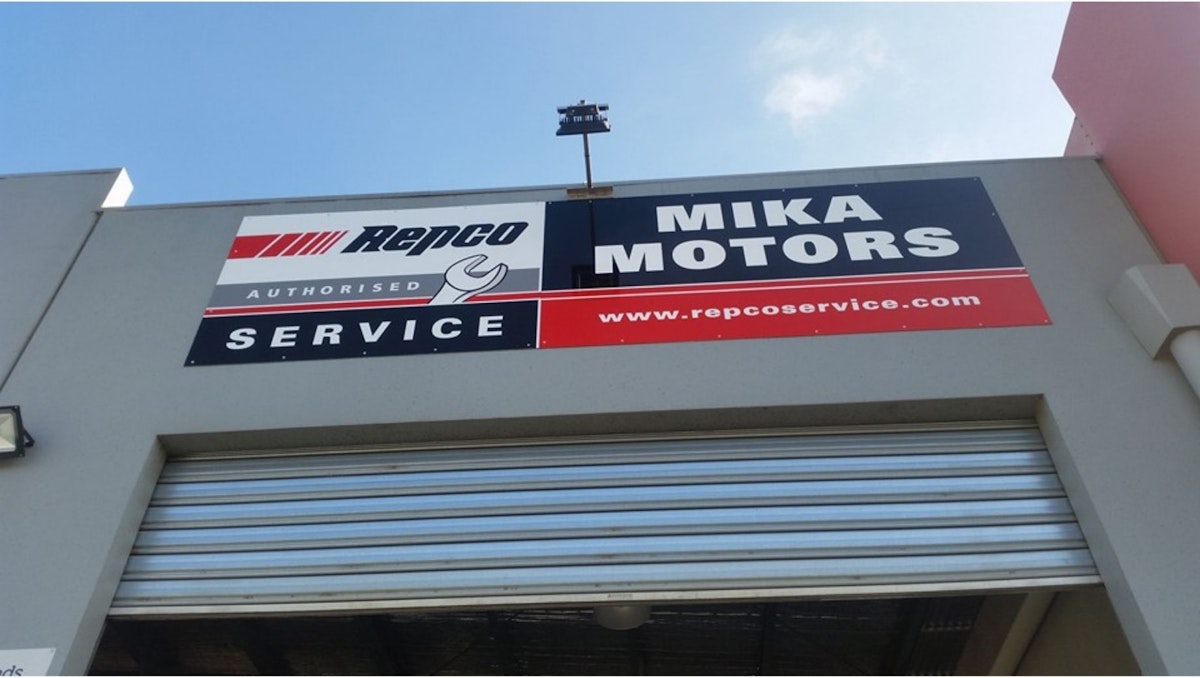 Repco
AUTHORISED
SERVICE
MIKA
MOTORS
www.repcoservice.com